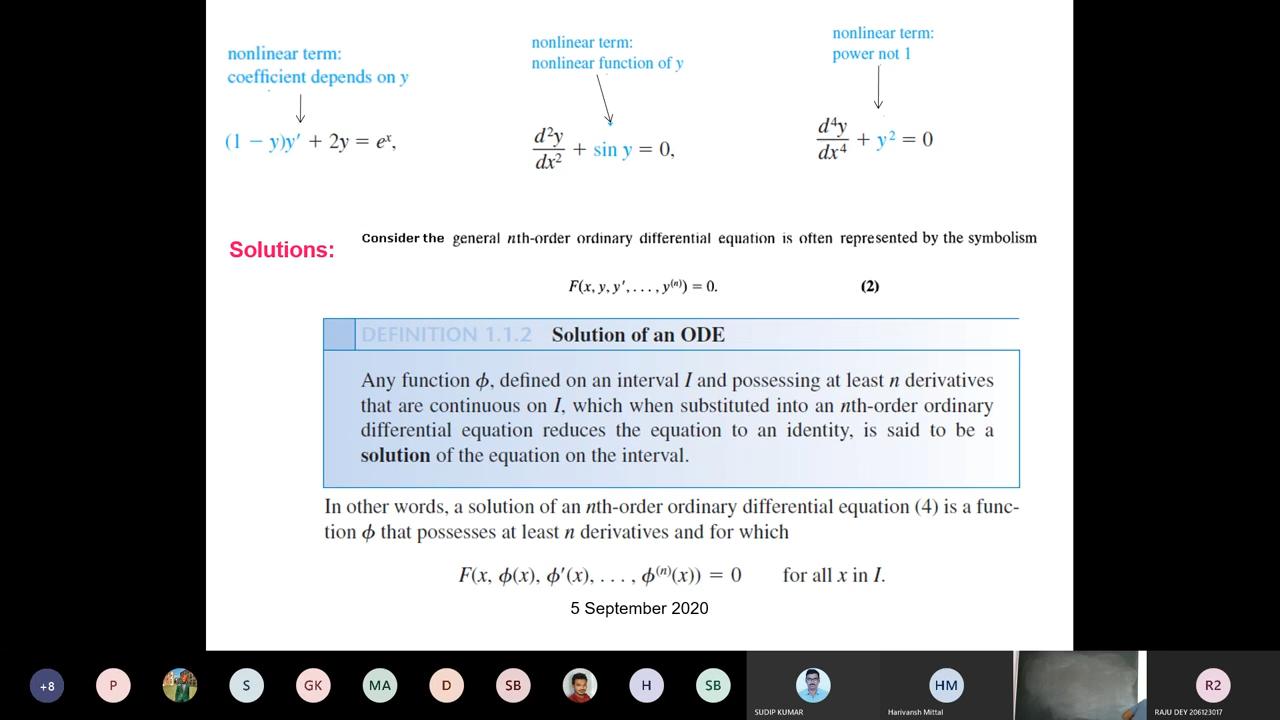 nonlinear term:
coefficient depends on y
nonlinear term:
nonlinear function of y
nonlinear term:
power not 1
(1 − y)y′ + 2y = eˣ,
d²y/dx² + sin y = 0,
d⁴y/dx⁴ + y² = 0
Solutions:
Consider the general nth-order ordinary differential equation is often represented by the symbolism
F(x, y, y′, . . . , y⁽ⁿ⁾) = 0. (2)
DEFINITION 1.1.2 Solution of an ODE
Any function ϕ, defined on an interval I and possessing at least n derivatives
that are continuous on I, which when substituted into an nth-order ordinary
differential equation reduces the equation to an identity, is said to be a
solution of the equation on the interval.
In other words, a solution of an nth-order ordinary differential equation (4) is a func-
tion ϕ that possesses at least n derivatives and for which
F(x, ϕ(x), ϕ′(x), . . . , ϕ⁽ⁿ⁾(x)) = 0 for all x in I.
5 September 2020
+8 P S GK MA D SB H SB HM R2
SUDIP KUMAR Harivansh Mittal RAJU DEY 206123017